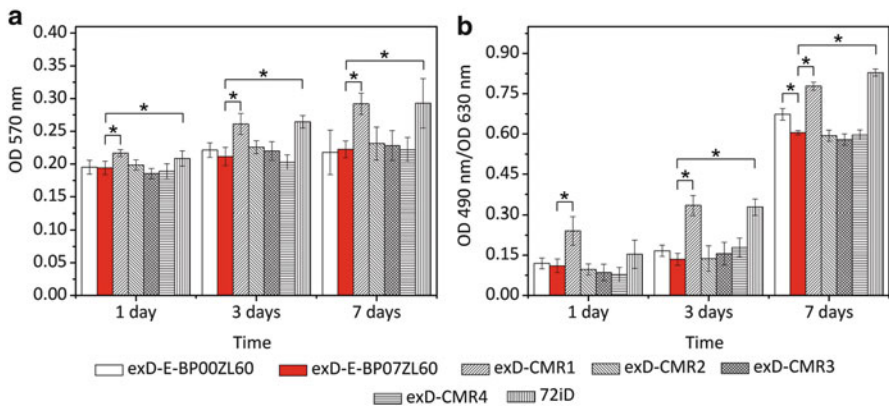 a
OD 570 nm
0.40
0.35
0.30
0.25
0.20
0.15
0.10
0.05
0.00
*
*
*
*
*
*
1 day
3 days
7 days
Time
b
OD 490 nm/OD 630 nm
0.90
0.75
0.60
0.45
0.30
0.15
0.00
*
*
*
*
*
*
1 day
3 days
7 days
Time
exD-E-BP00ZL60 exD-E-BP07ZL60 exD-CMR1 exD-CMR2 exD-CMR3
exD-CMR4 72iD